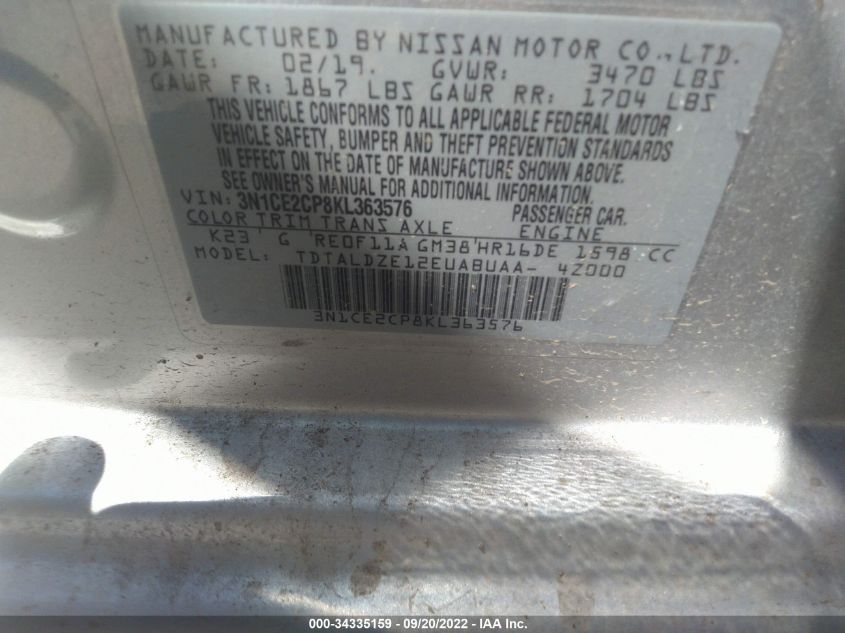 MANUFACTURED BY NISSAN MOTOR CO., LTD.
DATE: 02/19. GVWR: 3470 LBS
GAWR FR: 1867 LBS GAWR RR: 1704 LBS
THIS VEHICLE CONFORMS TO ALL APPLICABLE FEDERAL MOTOR
VEHICLE SAFETY, BUMPER AND THEFT PREVENTION STANDARDS
IN EFFECT ON THE DATE OF MANUFACTURE SHOWN ABOVE.
SEE OWNER'S MANUAL FOR ADDITIONAL INFORMATION.
VIN: 3N1CE2CP8KL363576 PASSENGER CAR.
COLOR TRIM TRANS AXLE ENGINE
K23 G RE0F11A GM38 HR16DE 1598 CC
MODEL: TDTALDZE12EUABUAA- 4Z000
3N1CE2CP8KL363576
000-34335159 - 09/20/2022 - IAA Inc.